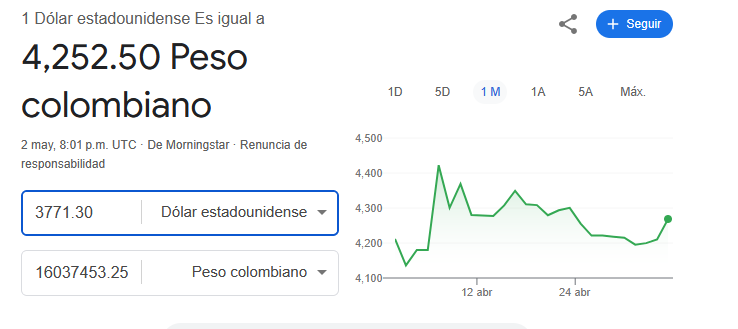 1 Dólar estadounidense Es igual a
4,252.50 Peso
colombiano
2 may, 8:01 p.m. UTC · De Morningstar · Renuncia de
responsabilidad
3771.30 Dólar estadounidense
16037453.25 Peso colombiano
Seguir
1D 5D 1 M 1A 5A Máx.
4,500
4,400
4,300
4,200
4,100
12 abr 24 abr